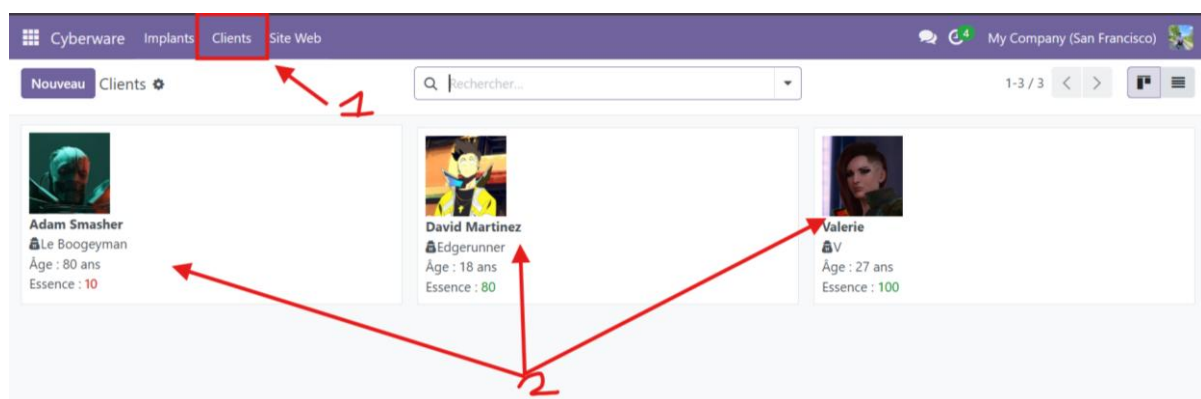 Cyberware Implants Clients Site Web 4 My Company (San Francisco)
Nouveau Clients Rechercher... 1-3 / 3
1
Adam Smasher
Le Boogeyman
Âge : 80 ans
Essence : 10
David Martinez
Edgerunner
Âge : 18 ans
Essence : 80
Valerie
V
Âge : 27 ans
Essence : 100
2